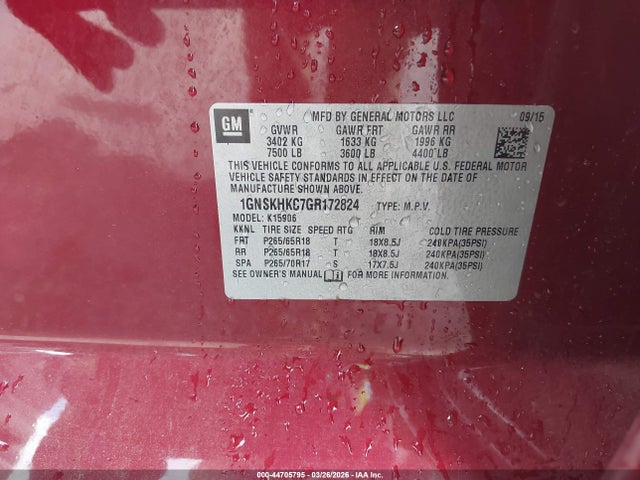 GM
MFD BY GENERAL MOTORS LLC 09/15
GVWR GAWR FRT GAWR RR
3402 KG 1633 KG 1996 KG
7500 LB 3600 LB 4400 LB
THIS VEHICLE CONFORMS TO ALL APPLICABLE U.S. FEDERAL MOTOR
VEHICLE SAFETY STANDARDS IN EFFECT ON THE DATE OF
MANUFACTURE SHOWN ABOVE.
1GNSKHKC7GR172824 TYPE: M.P.V.
MODEL: K15906
KKNL TIRE SIZE SPEED RTG RIM COLD TIRE PRESSURE
FRT P265/65R18 T 18X8.5J 240KPA(35PSI)
RR P265/65R18 T 18X8.5J 240KPA(35PSI)
SPA P265/70R17 S 17X7.5J 240KPA(35PSI)
SEE OWNER'S MANUAL FOR MORE INFORMATION.
000-44705795 - 03/26/2026 - IAA Inc.